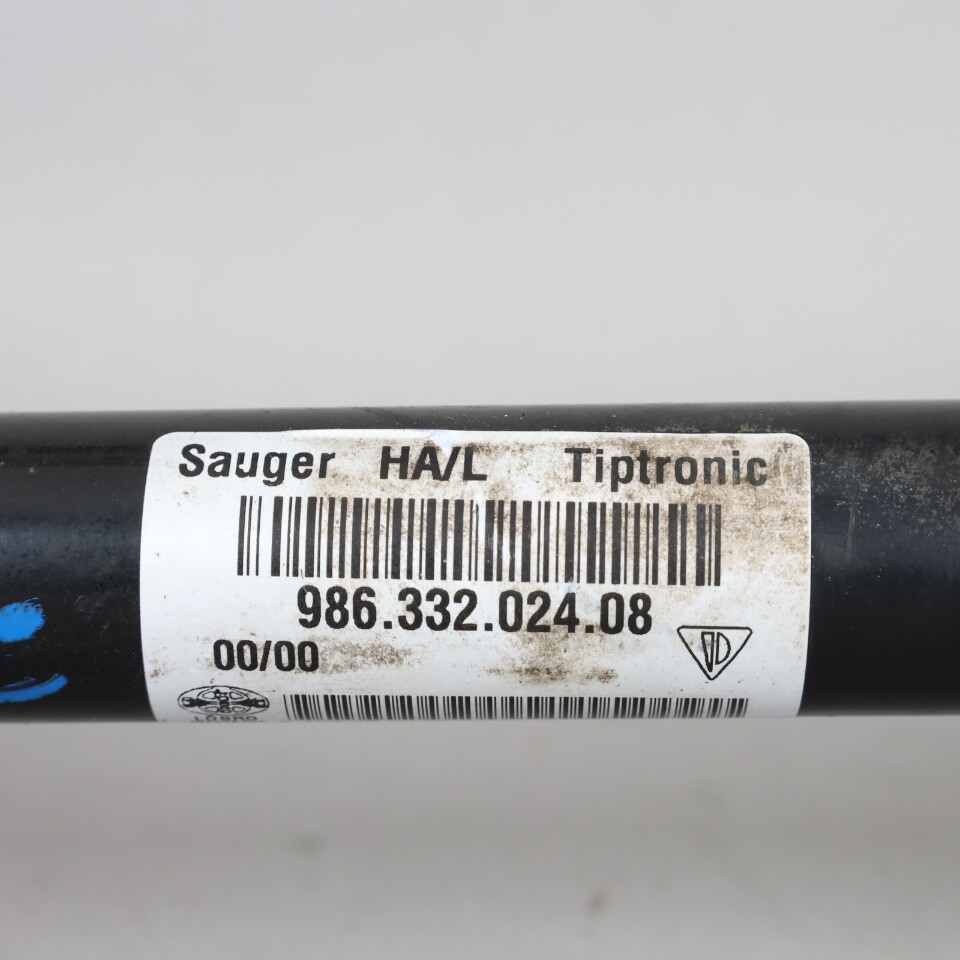 Sauger HA/L Tiptronic
986.332.024.08
00/00